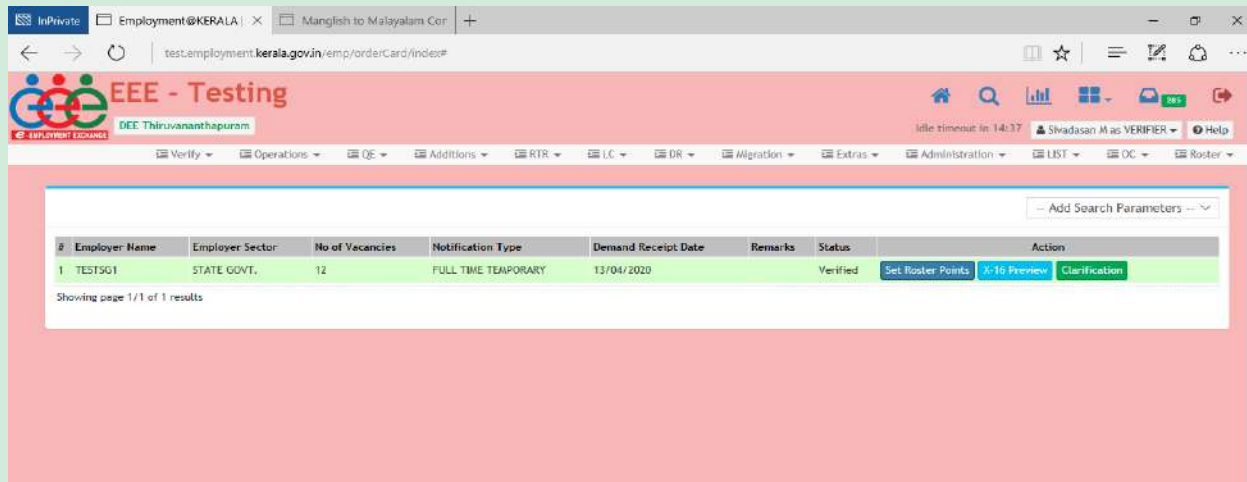 InPrivate Employment@KERALA | Manglish to Malayalam Cor
test.employment.kerala.gov.in/emp/orderCard/index#
EEE - Testing
e-EMPLOYMENT EXCHANGE
DEE Thiruvananthapuram
285
Idle timeout in 14:37 Sivadasan M as VERIFIER Help
Verify Operations QE Additions RTR LC DR Migration Extras Administration LIST OC Roster
-- Add Search Parameters --
# Employer Name Employer Sector No of Vacancies Notification Type Demand Receipt Date Remarks Status Action
1 TESTSG1 STATE GOVT. 12 FULL TIME TEMPORARY 13/04/2020 Verified Set Roster Points X-16 Preview Clarification
Showing page 1/1 of 1 results